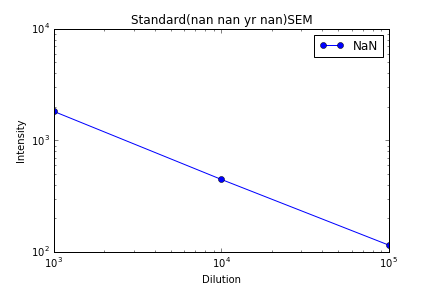 Standard(nan nan yr nan)SEM
NaN
10⁴
10³
10²
Intensity
10³ 10⁴ 10⁵
Dilution